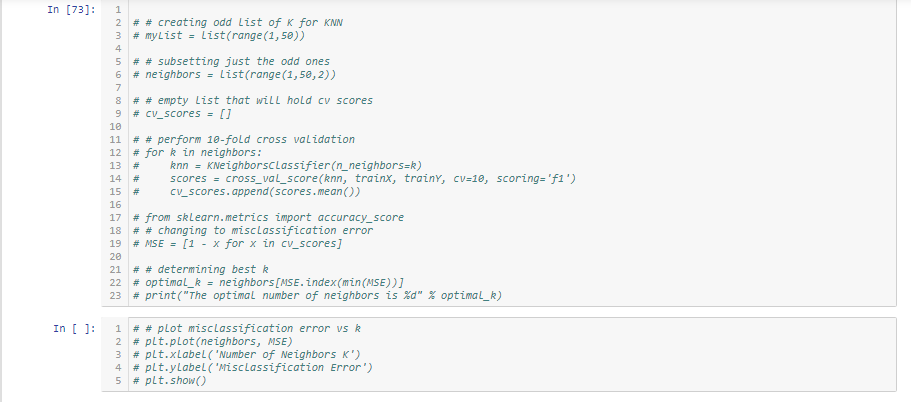 In [73]:
1
2 # # creating odd list of K for KNN
3 # myList = list(range(1,50))
4
5 # # subsetting just the odd ones
6 # neighbors = list(range(1,50,2))
7
8 # # empty list that will hold cv scores
9 # cv_scores = []
10
11 # # perform 10-fold cross validation
12 # for k in neighbors:
13 #     knn = KNeighborsClassifier(n_neighbors=k)
14 #     scores = cross_val_score(knn, trainX, trainY, cv=10, scoring='f1')
15 #     cv_scores.append(scores.mean())
16
17 # from sklearn.metrics import accuracy_score
18 # # changing to misclassification error
19 # MSE = [1 - x for x in cv_scores]
20
21 # # determining best k
22 # optimal_k = neighbors[MSE.index(min(MSE))]
23 # print("The optimal number of neighbors is %d" % optimal_k)
In [ ]:
1 # # plot misclassification error vs k
2 # plt.plot(neighbors, MSE)
3 # plt.xlabel('Number of Neighbors K')
4 # plt.ylabel('Misclassification Error')
5 # plt.show()